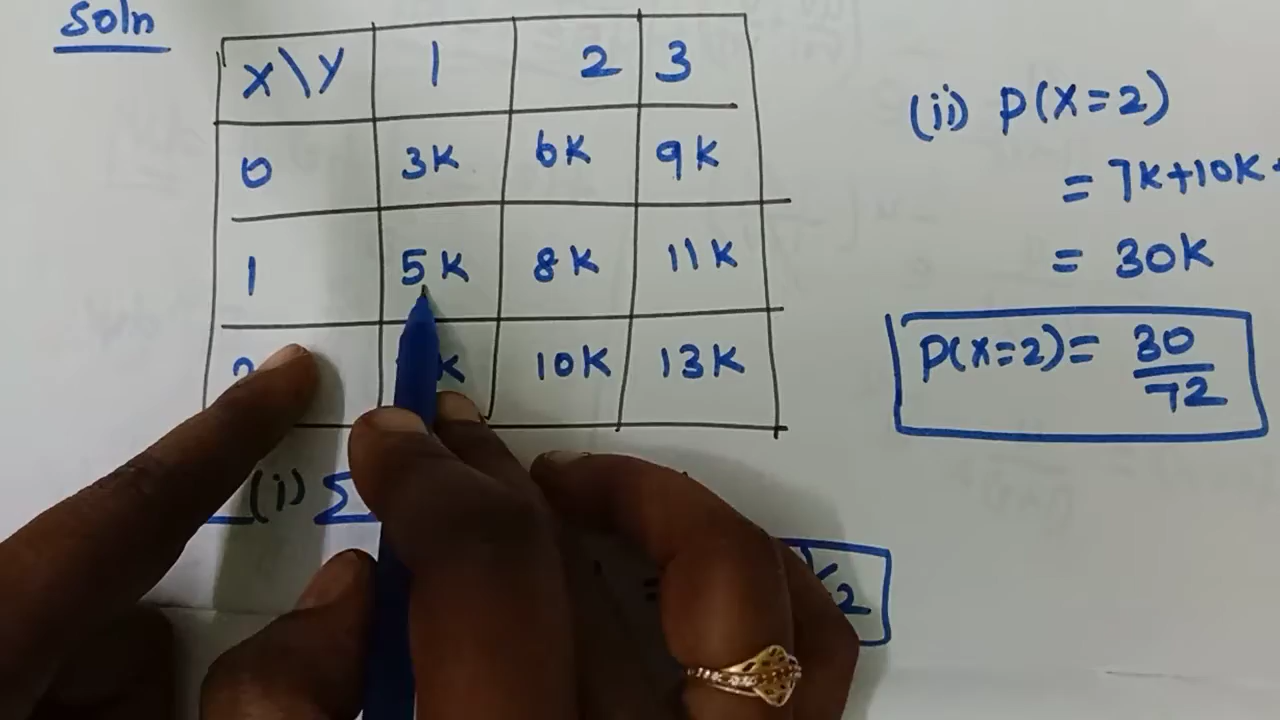 Soln
X\Y 1 2 3
0 3K 6K 9K
1 5K 8K 11K
K 10K 13K
(i) Σ
(ii) P(X=2)
= 7K+10K+
= 30K
P(X=2)= 30/72